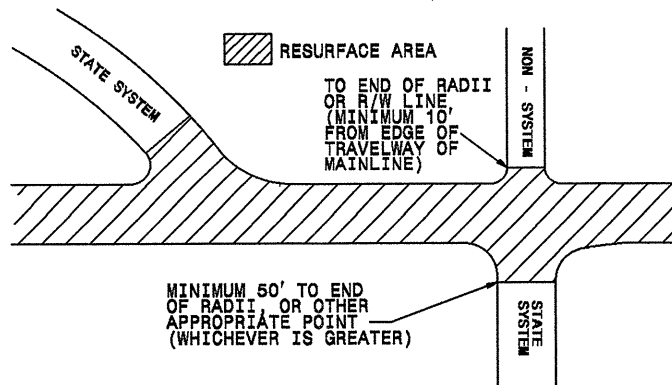 STATE SYSTEM
RESURFACE AREA
TO END OF RADII
OR R/W LINE
(MINIMUM 10'
FROM EDGE OF
TRAVELWAY OF
MAINLINE)
NON - SYSTEM
MINIMUM 50' TO END
OF RADII, OR OTHER
APPROPRIATE POINT
(WHICHEVER IS GREATER)
STATE
SYSTEM